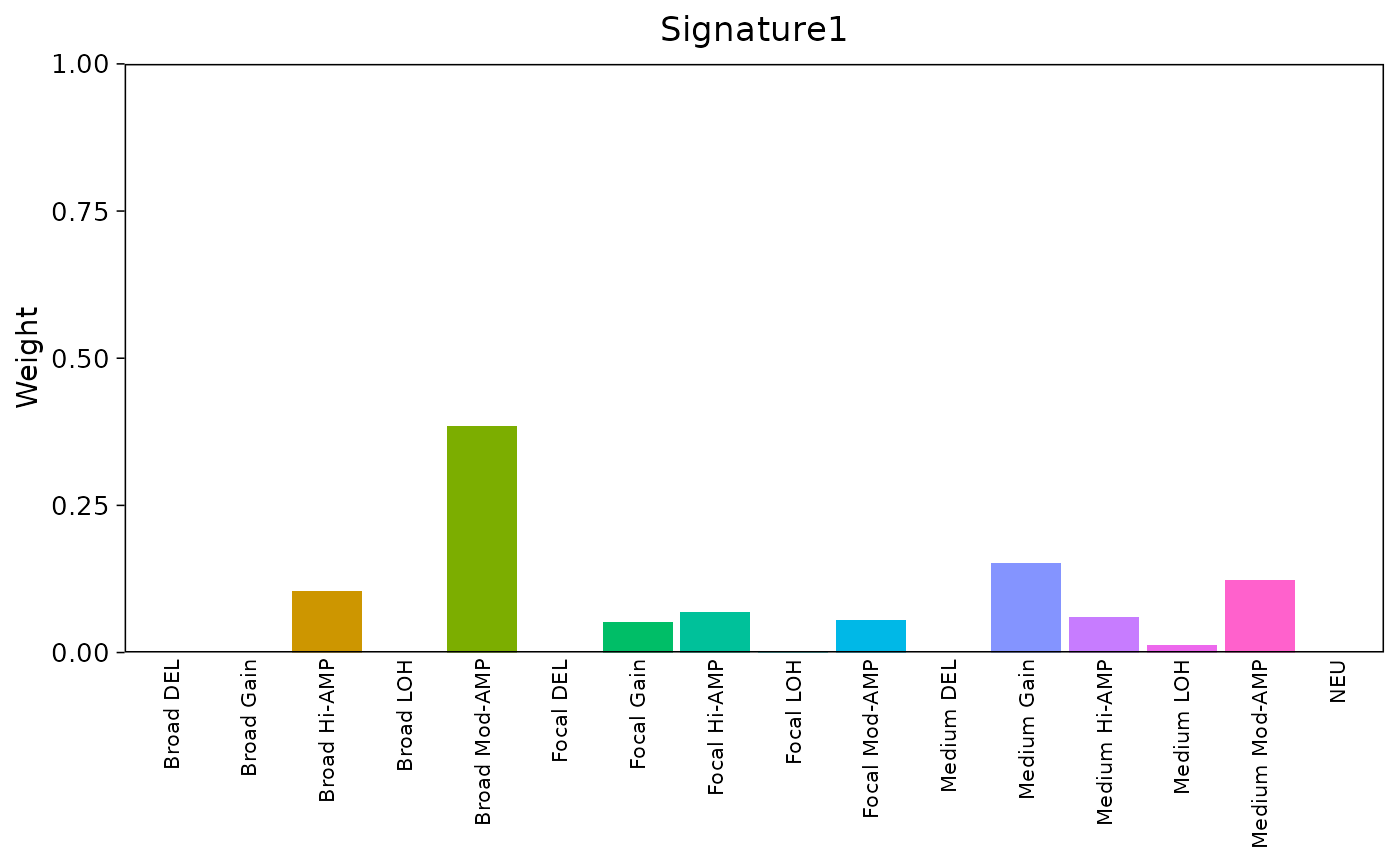 Signature1
Weight
1.00
0.75
0.50
0.25
0.00
Broad DEL
Broad Gain
Broad Hi-AMP
Broad LOH
Broad Mod-AMP
Focal DEL
Focal Gain
Focal Hi-AMP
Focal LOH
Focal Mod-AMP
Medium DEL
Medium Gain
Medium Hi-AMP
Medium LOH
Medium Mod-AMP
NEU